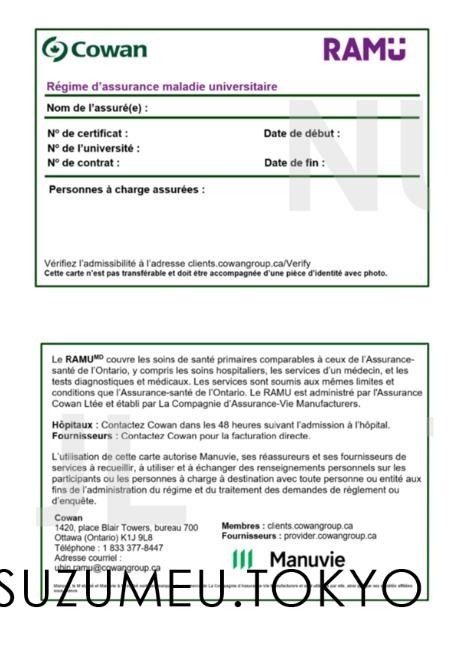 Cowan
RAMU
Régime d'assurance maladie universitaire
Nom de l'assuré(e) :
Nº de certificat :
Date de début :
Nº de l'université :
Nº de contrat :
Date de fin :
Personnes à charge assurées :
Vérifiez l'admissibilité à l'adresse clients.cowangroup.ca/Verify
Cette carte n'est pas transférable et doit être accompagnée d'une pièce d'identité avec photo.
Le RAMUᴹᴰ couvre les soins de santé primaires comparables à ceux de l'Assurance-
santé de l'Ontario, y compris les soins hospitaliers, les services d'un médecin, et les
tests diagnostiques et médicaux. Les services sont soumis aux mêmes limites et
conditions que l'Assurance-santé de l'Ontario. Le RAMU est administré par l'Assurance
Cowan Ltée et établi par La Compagnie d'Assurance-Vie Manufacturers.
Hôpitaux : Contactez Cowan dans les 48 heures suivant l'admission à l'hôpital.
Fournisseurs : Contactez Cowan pour la facturation directe.
L'utilisation de cette carte autorise Manuvie, ses réassureurs et ses fournisseurs de
services à recueillir, à utiliser et à échanger des renseignements personnels sur les
participants ou les personnes à charge à destination avec toute personne ou entité aux
fins de l'administration du régime et du traitement des demandes de règlement ou
d'enquête.
Cowan
1420, place Blair Towers, bureau 700
Ottawa (Ontario) K1J 9L8
Téléphone : 1 833 377-8447
Adresse courriel :
uhip.ramu@cowangroup.ca
Membres : clients.cowangroup.ca
Fournisseurs : provider.cowangroup.ca
Manuvie
SUZUMEU.TOKYO